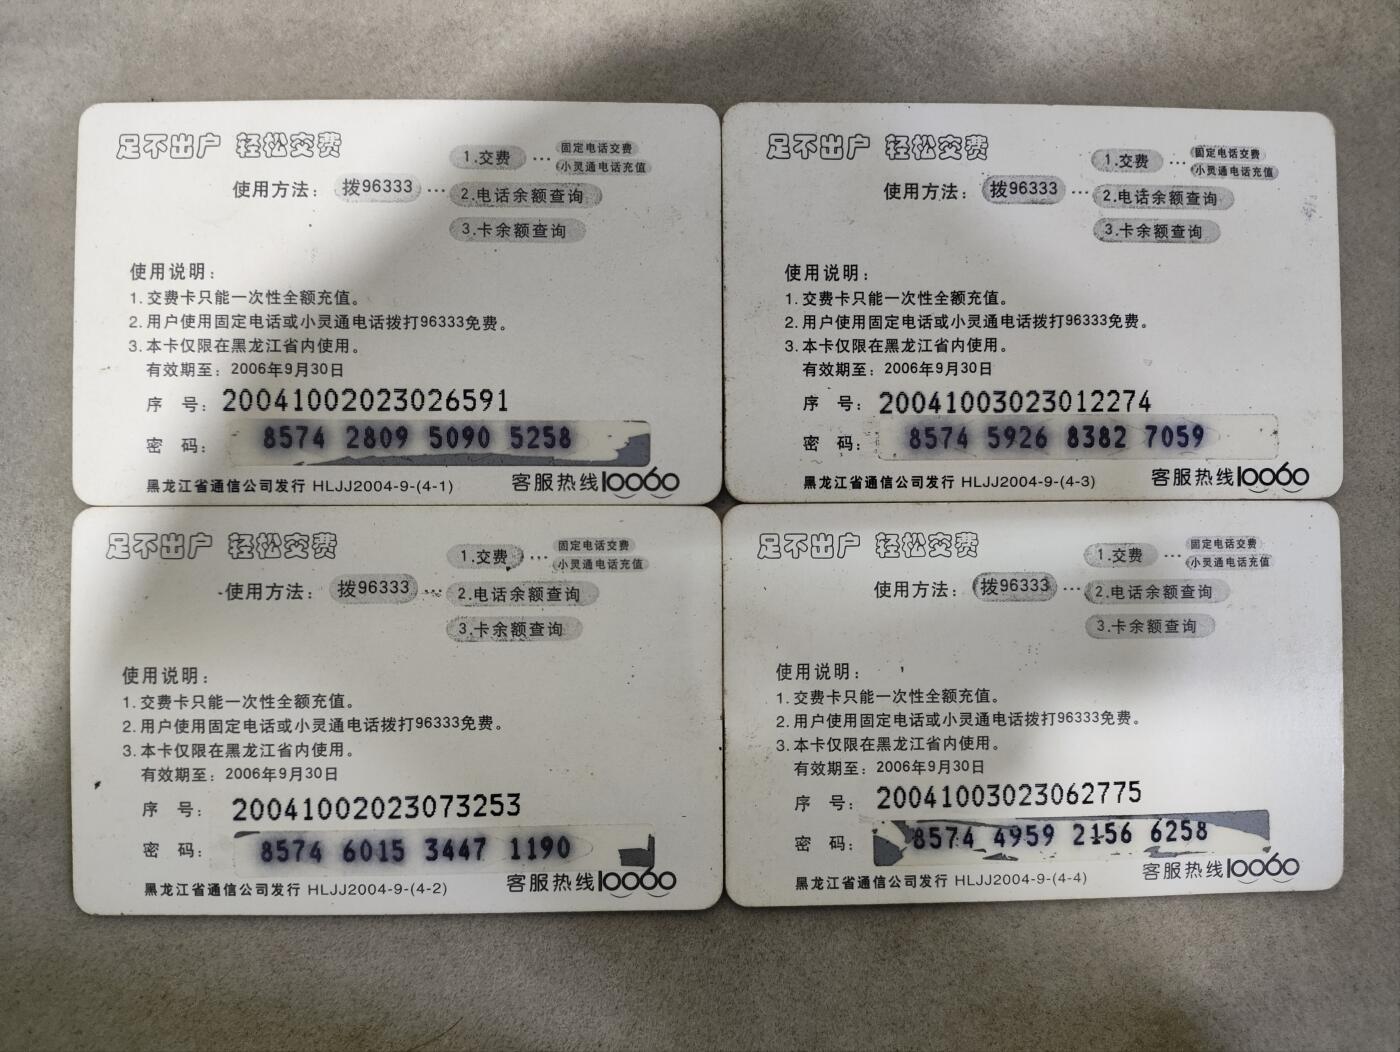 足不出户 轻松交费
1.交费 … 固定电话交费
小灵通电话充值
使用方法： 拨96333 … 2.电话余额查询
3.卡余额查询
使用说明：
1.交费卡只能一次性全额充值。
2.用户使用固定电话或小灵通电话拨打96333免费。
3.本卡仅限在黑龙江省内使用。
有效期至：2006年9月30日
序 号：20041002023026591
密 码：8574 2809 5090 5258
黑龙江省通信公司发行 HLJJ2004-9-(4-1) 客服热线10060
足不出户 轻松交费
1.交费 … 固定电话交费
小灵通电话充值
使用方法： 拨96333 … 2.电话余额查询
3.卡余额查询
使用说明：
1.交费卡只能一次性全额充值。
2.用户使用固定电话或小灵通电话拨打96333免费。
3.本卡仅限在黑龙江省内使用。
有效期至：2006年9月30日
序 号：20041003023012274
密 码：8574 5926 8382 7059
黑龙江省通信公司发行 HLJJ2004-9-(4-3) 客服热线10060
足不出户 轻松交费
1.交费 … 固定电话交费
小灵通电话充值
使用方法： 拨96333 … 2.电话余额查询
3.卡余额查询
使用说明：
1.交费卡只能一次性全额充值。
2.用户使用固定电话或小灵通电话拨打96333免费。
3.本卡仅限在黑龙江省内使用。
有效期至：2006年9月30日
序 号：20041002023073253
密 码：8574 6015 3447 1190
黑龙江省通信公司发行 HLJJ2004-9-(4-2) 客服热线10060
足不出户 轻松交费
1.交费 … 固定电话交费
小灵通电话充值
使用方法： 拨96333 … 2.电话余额查询
3.卡余额查询
使用说明：
1.交费卡只能一次性全额充值。
2.用户使用固定电话或小灵通电话拨打96333免费。
3.本卡仅限在黑龙江省内使用。
有效期至：2006年9月30日
序 号：20041003023062775
密 码：8574 4959 2156 6258
黑龙江省通信公司发行 HLJJ2004-9-(4-4) 客服热线10060